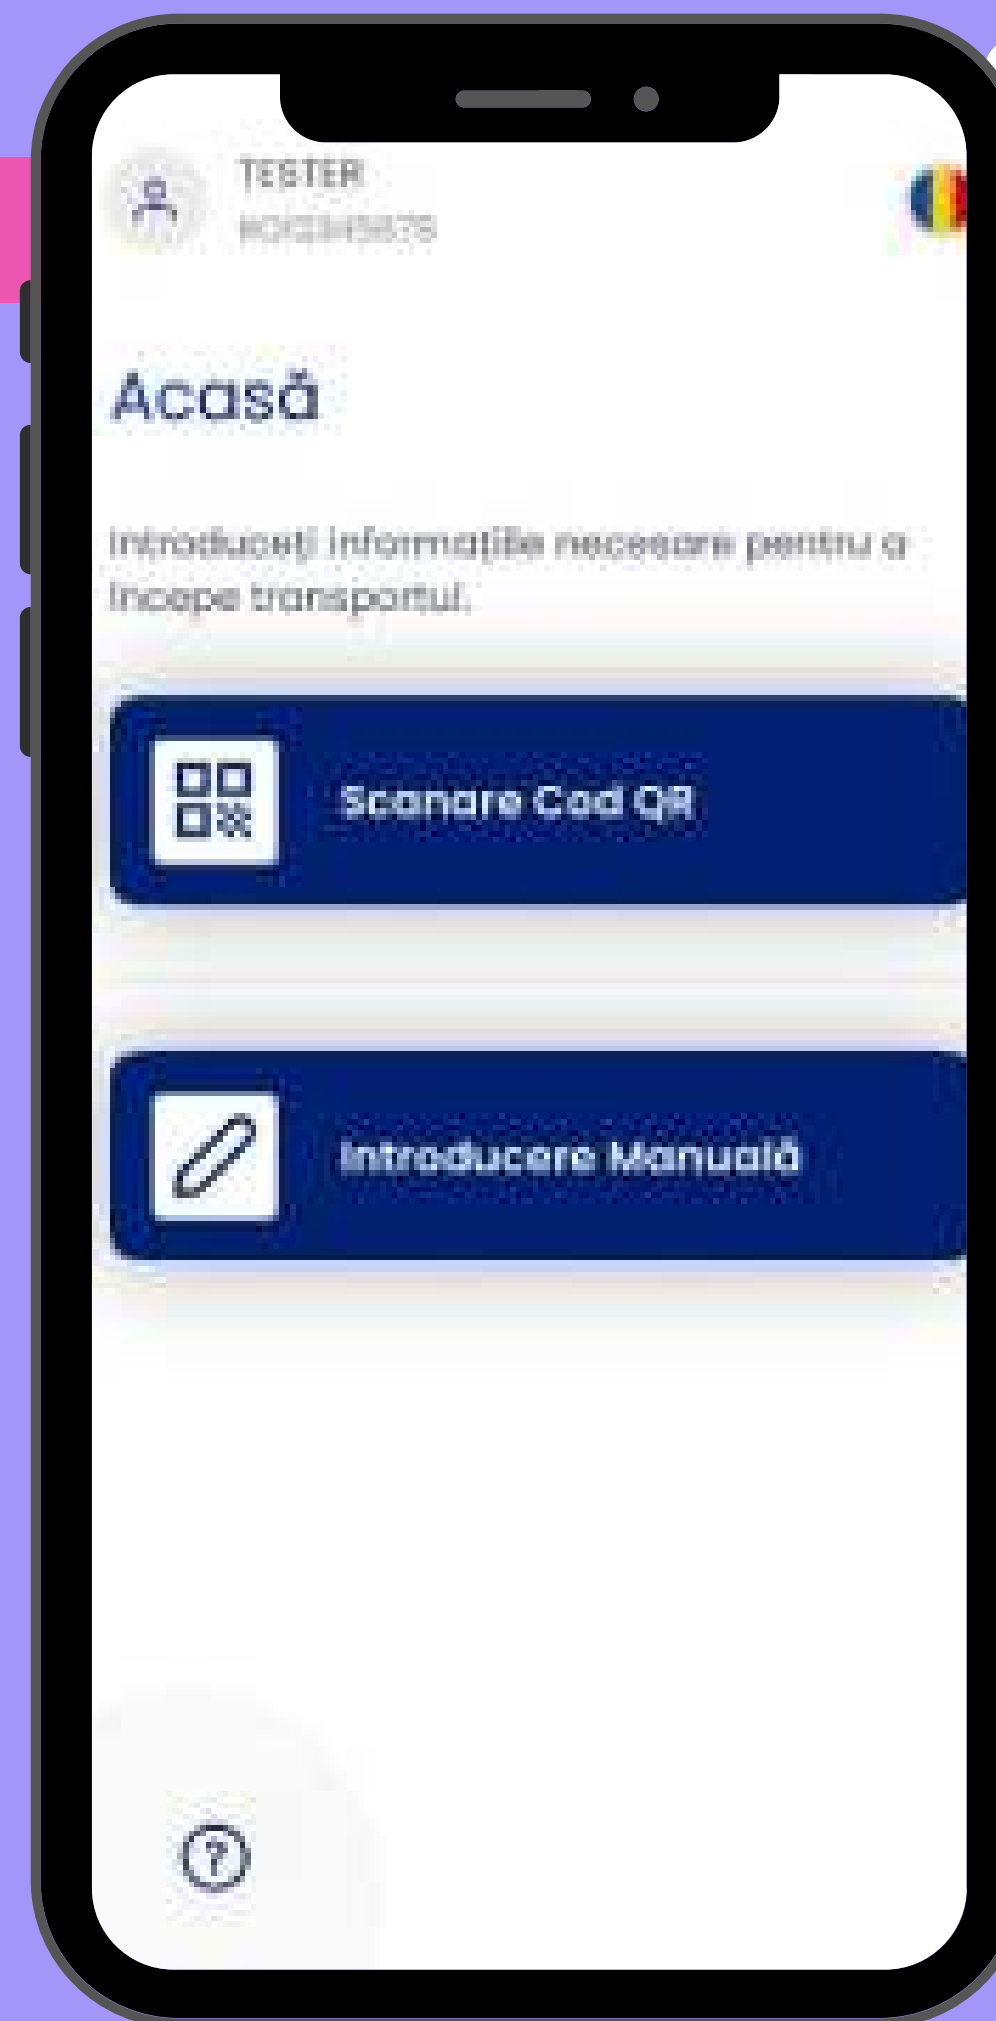 TESTER
Acasă
Introduceți informațiile necesare pentru a
începe transportul.
Scanare Cod QR
Introducere Manuală
?